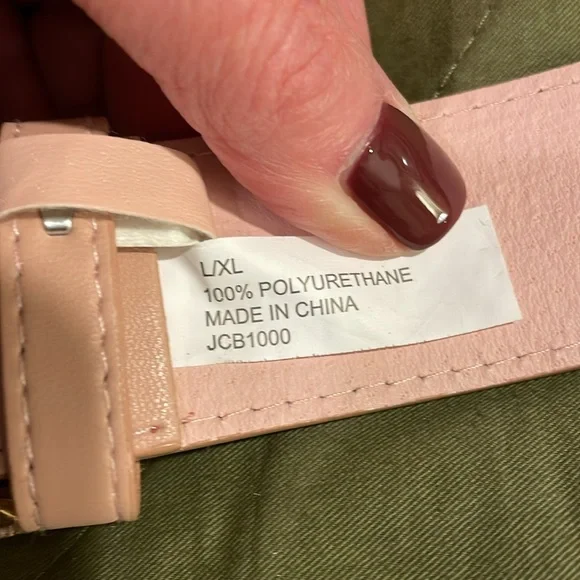 L/XL
100% POLYURETHANE
MADE IN CHINA
JCB1000